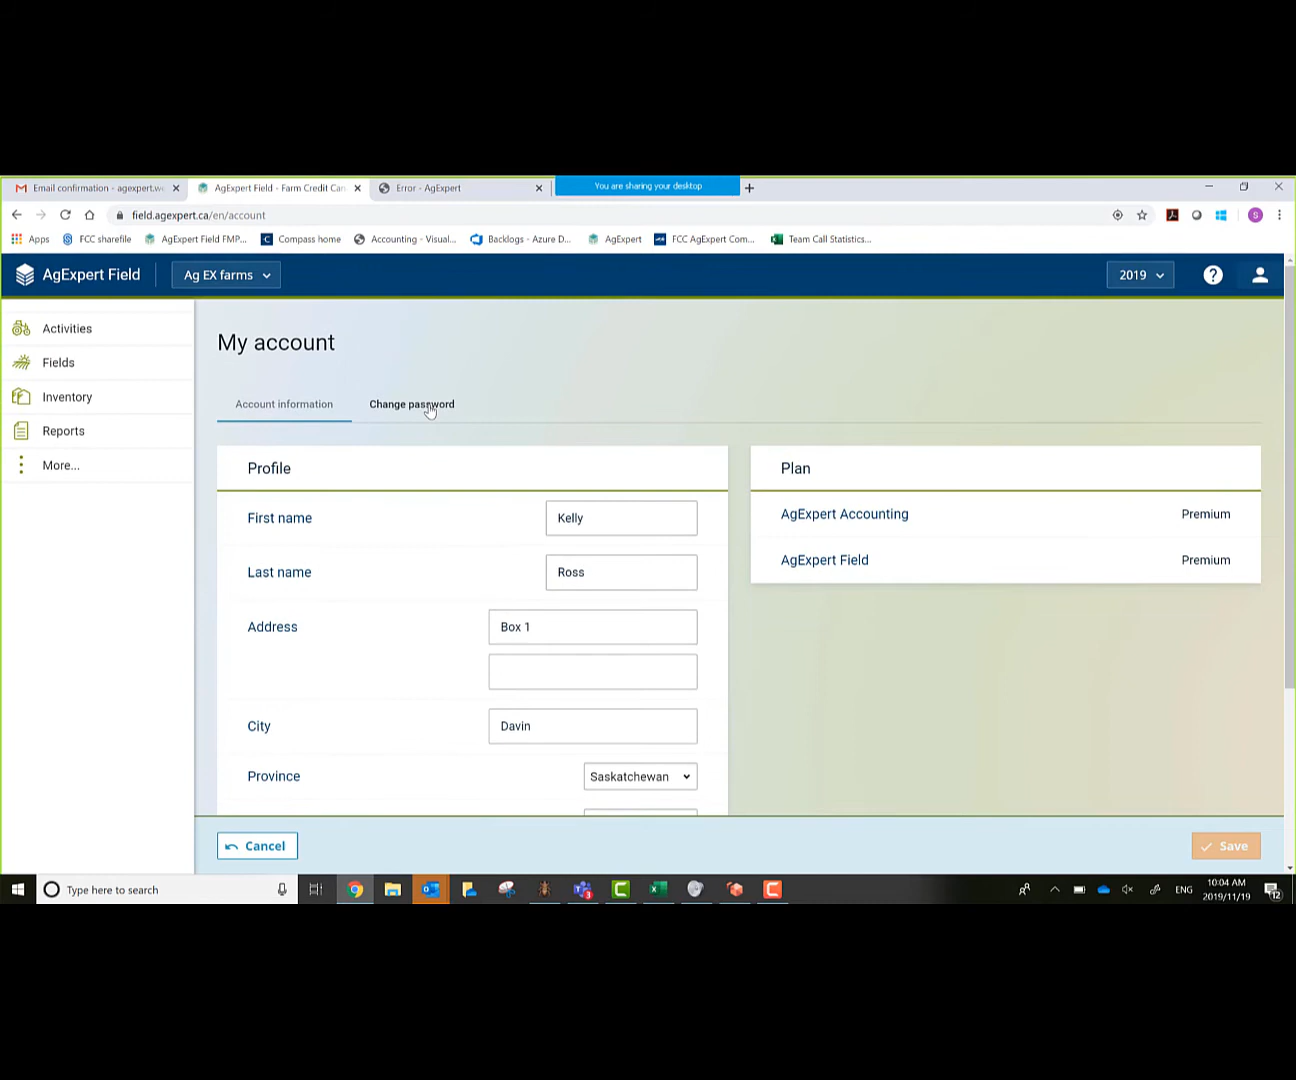 Email confirmation - agexpert.w
AgExpert Field - Farm Credit Can
Error - AgExpert
You are sharing your desktop
field.agexpert.ca/en/account
Apps
FCC sharefile
AgExpert Field FMP...
Compass home
Accounting - Visual...
Backlogs - Azure D...
AgExpert
FCC AgExpert Com...
Team Call Statistics...
AgExpert Field
Ag EX farms
2019
?
Activities
Fields
Inventory
Reports
More...
My account
Account information
Change password
Profile
First name
Kelly
Last name
Ross
Address
Box 1
City
Davin
Province
Saskatchewan
Plan
AgExpert Accounting
Premium
AgExpert Field
Premium
Cancel
Save
Type here to search
ENG
10:04 AM
2019/11/19
12